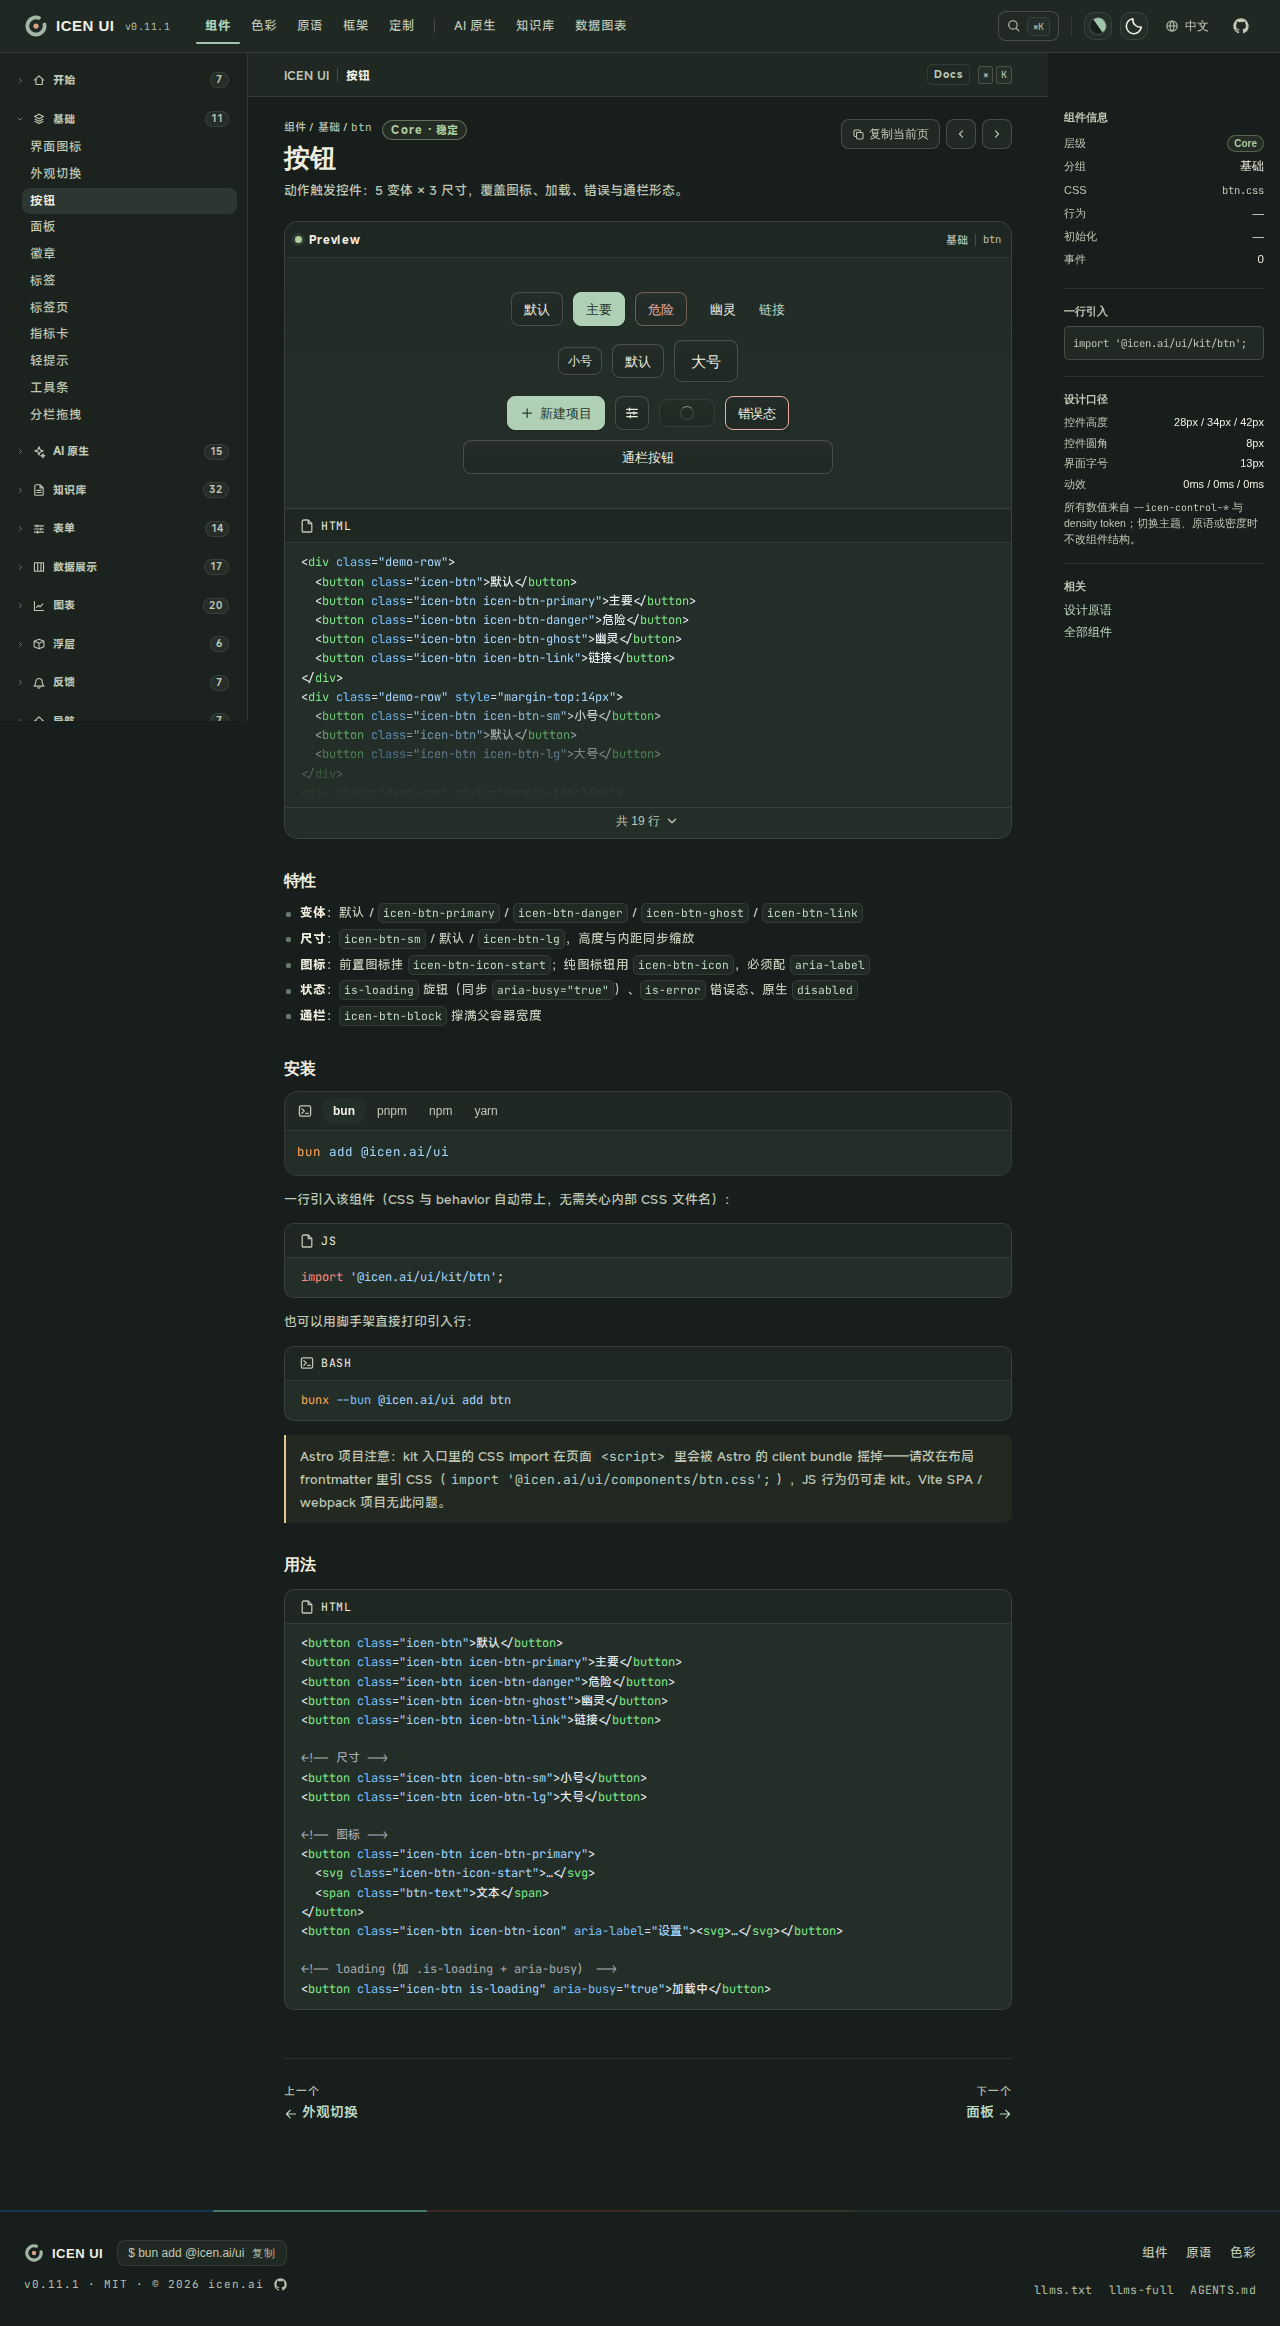 ICEN UI v0.11.1 组件 色彩 原语 框架 定制 AI 原生 知识库 数据图表 ⌘K 中文
开始 7
基础 11
界面图标
外观切换
按钮
面板
徽章
标签
标签页
指标卡
轻提示
工具条
分栏拖拽
AI 原生 15
知识库 32
表单 14
数据展示 17
图表 20
浮层 6
反馈 7
导航 7
ICEN UI 按钮 Docs ⌘ K
组件 / 基础 / btn Core · 稳定
复制当前页
按钮
动作触发控件：5 变体 × 3 尺寸，覆盖图标、加载、错误与通栏形态。
Preview 基础 btn
默认 主要 危险 幽灵 链接
小号 默认 大号
新建项目 错误态
通栏按钮
HTML
<div class="demo-row">
  <button class="icen-btn">默认</button>
  <button class="icen-btn icen-btn-primary">主要</button>
  <button class="icen-btn icen-btn-danger">危险</button>
  <button class="icen-btn icen-btn-ghost">幽灵</button>
  <button class="icen-btn icen-btn-link">链接</button>
</div>
<div class="demo-row" style="margin-top:14px">
  <button class="icen-btn icen-btn-sm">小号</button>
  <button class="icen-btn">默认</button>
  <button class="icen-btn icen-btn-lg">大号</button>
</div>
<div class="demo-row" style="margin-top:14px">
共 19 行
特性
变体：默认 / icen-btn-primary / icen-btn-danger / icen-btn-ghost / icen-btn-link
尺寸：icen-btn-sm / 默认 / icen-btn-lg，高度与内距同步缩放
图标：前置图标挂 icen-btn-icon-start；纯图标钮用 icen-btn-icon，必须配 aria-label
状态：is-loading 旋钮（同步 aria-busy="true"）、is-error 错误态、原生 disabled
通栏：icen-btn-block 撑满父容器宽度
安装
bun pnpm npm yarn
bun add @icen.ai/ui
一行引入该组件（CSS 与 behavior 自动带上，无需关心内部 CSS 文件名）：
JS
import '@icen.ai/ui/kit/btn';
也可以用脚手架直接打印引入行：
BASH
bunx --bun @icen.ai/ui add btn
Astro 项目注意：kit 入口里的 CSS import 在页面 <script> 里会被 Astro 的 client bundle 摇掉——请改在布局
frontmatter 里引 CSS（ import '@icen.ai/ui/components/btn.css'; ），JS 行为仍可走 kit。Vite SPA /
webpack 项目无此问题。
用法
HTML
<button class="icen-btn">默认</button>
<button class="icen-btn icen-btn-primary">主要</button>
<button class="icen-btn icen-btn-danger">危险</button>
<button class="icen-btn icen-btn-ghost">幽灵</button>
<button class="icen-btn icen-btn-link">链接</button>
<!-- 尺寸 -->
<button class="icen-btn icen-btn-sm">小号</button>
<button class="icen-btn icen-btn-lg">大号</button>
<!-- 图标 -->
<button class="icen-btn icen-btn-primary">
  <svg class="icen-btn-icon-start">…</svg>
  <span class="btn-text">文本</span>
</button>
<button class="icen-btn icen-btn-icon" aria-label="设置"><svg>…</svg></button>
<!-- loading（加 .is-loading + aria-busy） -->
<button class="icen-btn is-loading" aria-busy="true">加载中</button>
上一个
← 外观切换
下一个
面板 →
组件信息
层级 Core
分组 基础
CSS btn.css
行为 —
初始化 —
事件 0
一行引入
import '@icen.ai/ui/kit/btn';
设计口径
控件高度 28px / 34px / 42px
控件圆角 8px
界面字号 13px
动效 0ms / 0ms / 0ms
所有数值来自 --icen-control-* 与
density token；切换主题、原语或密度时
不改组件结构。
相关
设计原语
全部组件
ICEN UI $ bun add @icen.ai/ui 复制
v0.11.1 · MIT · © 2026 icen.ai
组件 原语 色彩
llms.txt llms-full AGENTS.md